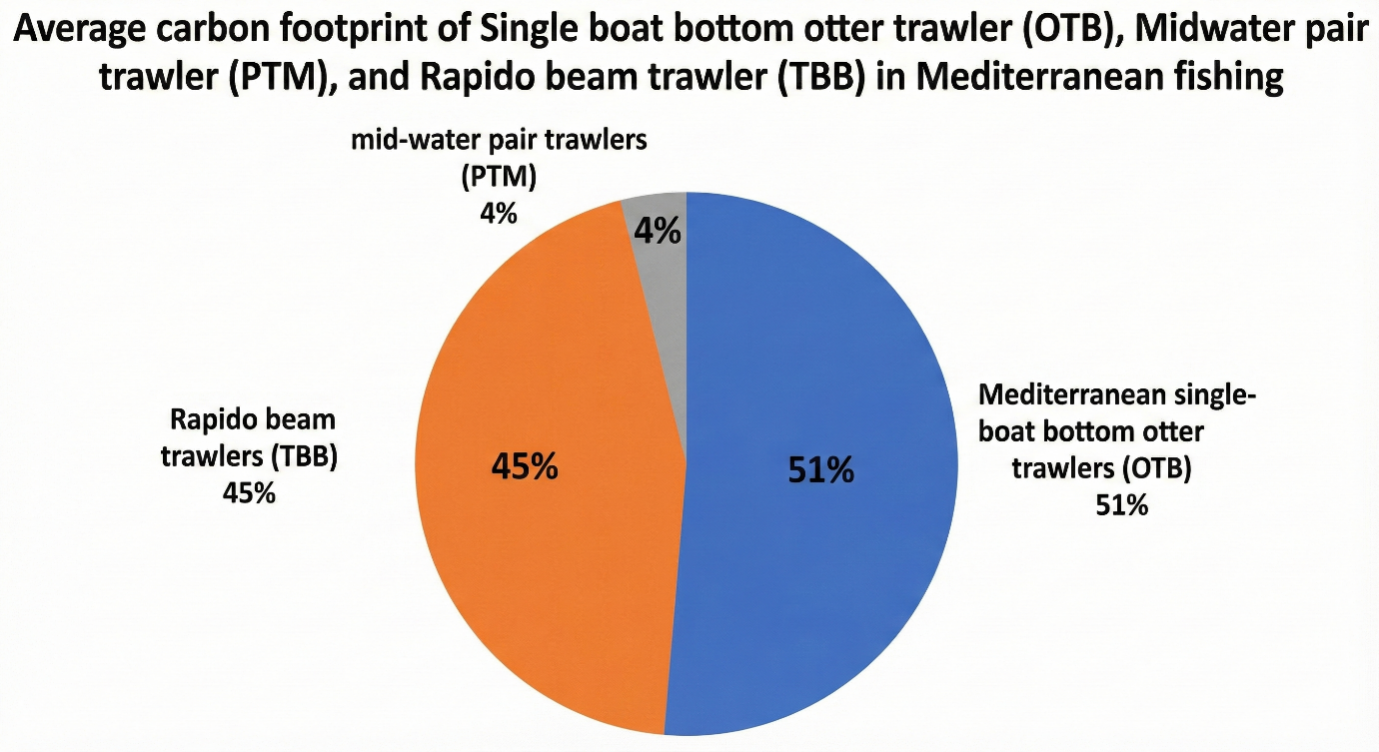 Average carbon footprint of Single boat bottom otter trawler (OTB), Midwater pair
trawler (PTM), and Rapido beam trawler (TBB) in Mediterranean fishing
mid-water pair trawlers
(PTM)
4%
4%
Rapido beam
trawlers (TBB)
45%
45%
51%
Mediterranean single-
boat bottom otter
trawlers (OTB)
51%